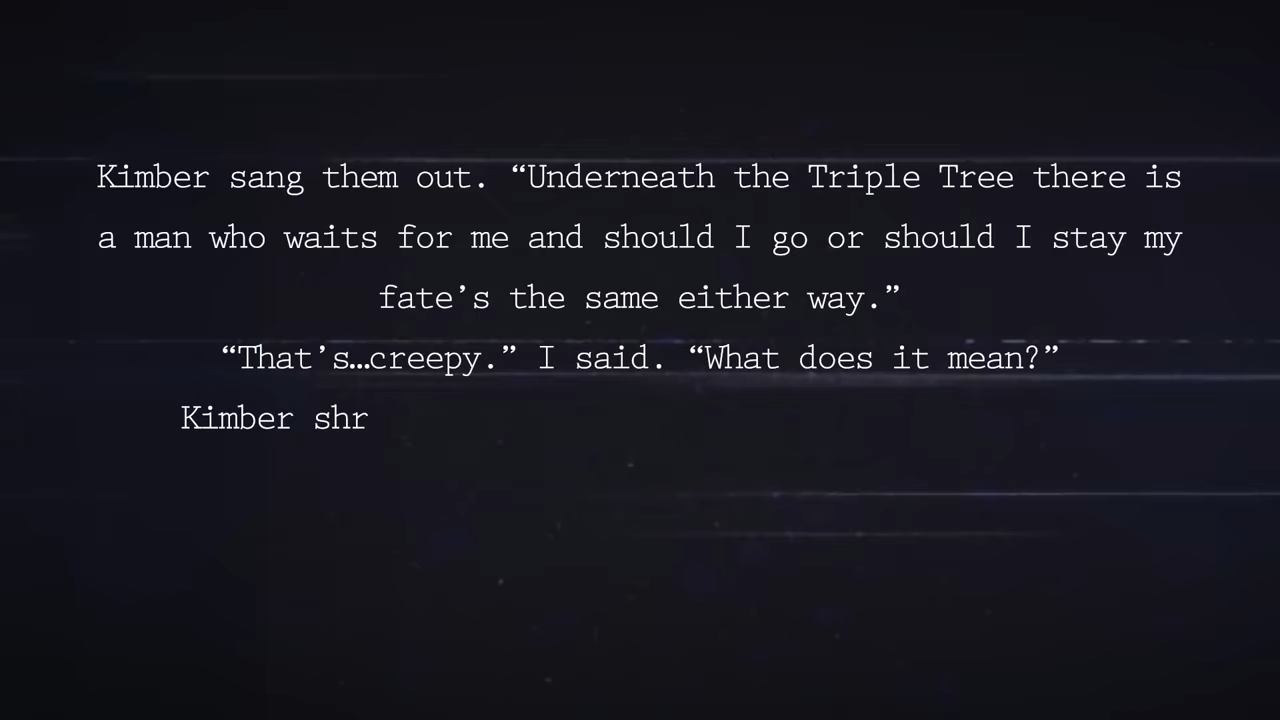 Kimber sang them out. “Underneath the Triple Tree there is
a man who waits for me and should I go or should I stay my
fate’s the same either way.”
“That’s…creepy.” I said. “What does it mean?”
Kimber shr